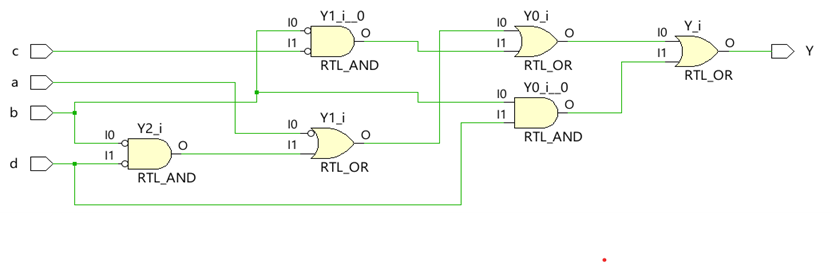 Y1_i__0
I0
I1
O
RTL_AND
Y0_i
I0
I1
O
RTL_OR
Y_i
I0
I1
O
RTL_OR
Y
c
a
b
d
Y2_i
I0
I1
O
RTL_AND
Y1_i
I0
I1
O
RTL_OR
Y0_i__0
I0
I1
O
RTL_AND